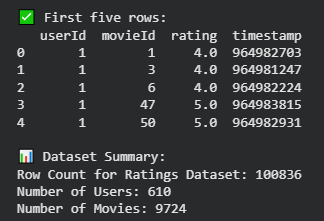 ✅ First five rows:
   userId  movieId  rating  timestamp
0       1        1     4.0  964982703
1       1        3     4.0  964981247
2       1        6     4.0  964982224
3       1       47     5.0  964983815
4       1       50     5.0  964982931
📊 Dataset Summary:
Row Count for Ratings Dataset: 100836
Number of Users: 610
Number of Movies: 9724